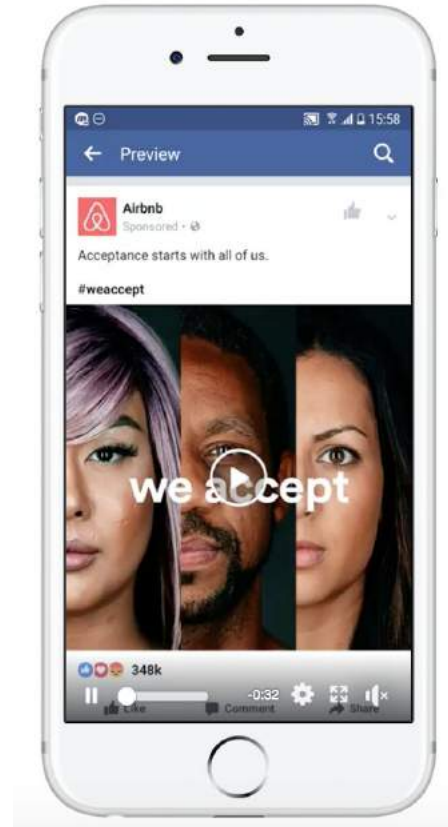 15:58
Preview
Airbnb
Sponsored ·
Acceptance starts with all of us.
#weaccept
we accept
348k
-0:32
Like
Comment
Share